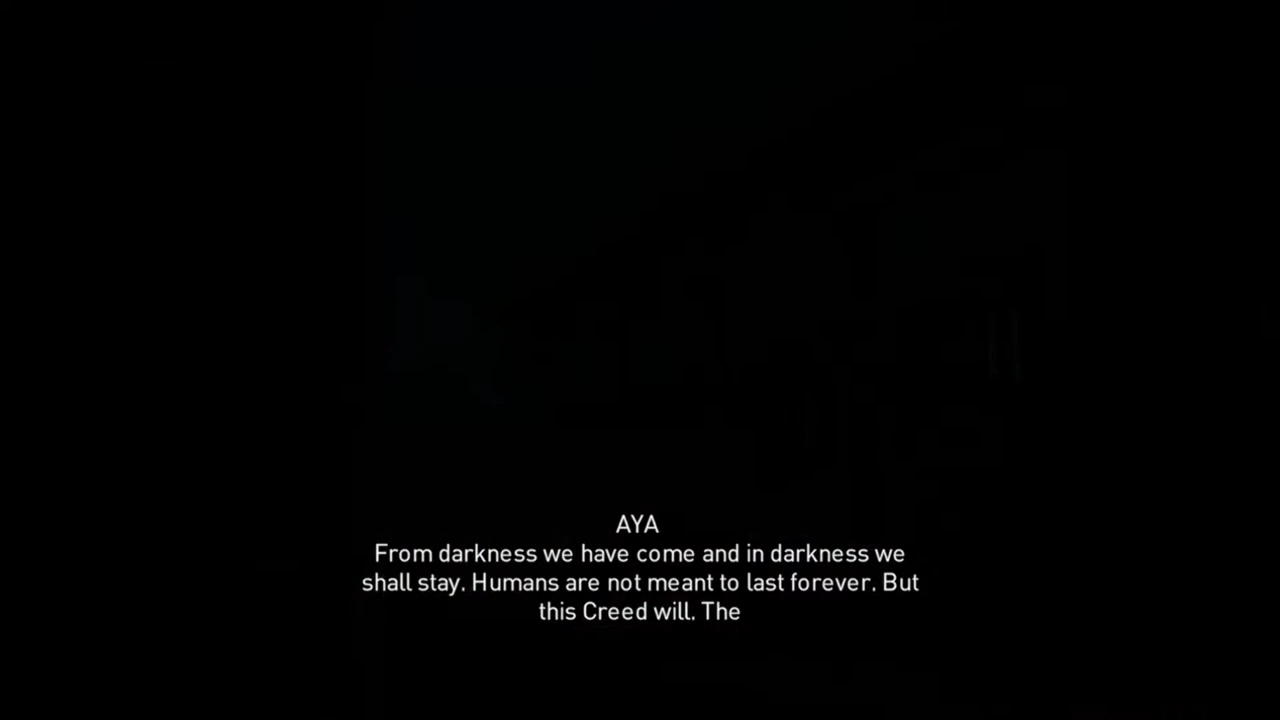 AYA
From darkness we have come and in darkness we
shall stay. Humans are not meant to last forever. But
this Creed will. The